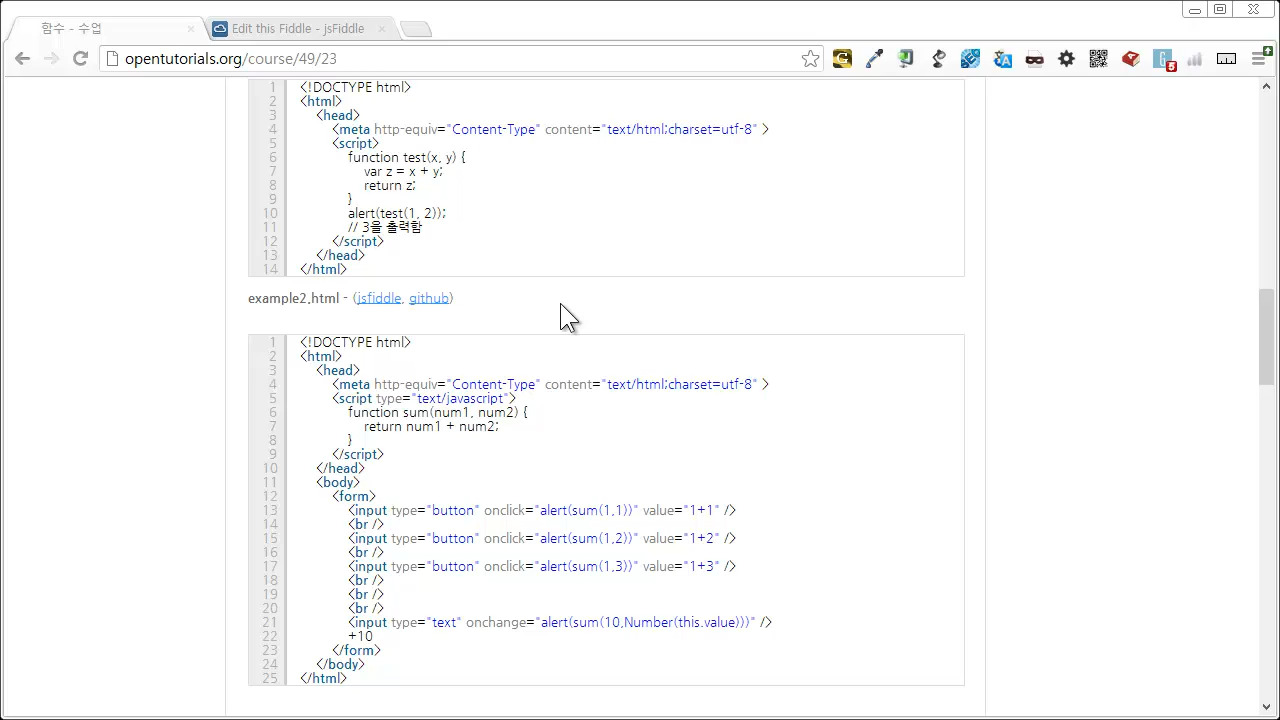 함수 - 수업
Edit this Fiddle - jsFiddle
opentutorials.org/course/49/23
1 <!DOCTYPE html>
2 <html>
3 <head>
4 <meta http-equiv="Content-Type" content="text/html;charset=utf-8" >
5 <script>
6 function test(x, y) {
7 var z = x + y;
8 return z;
9 }
10 alert(test(1, 2));
11 // 3을 출력함
12 </script>
13 </head>
14 </html>
example2.html - (jsfiddle, github)
1 <!DOCTYPE html>
2 <html>
3 <head>
4 <meta http-equiv="Content-Type" content="text/html;charset=utf-8" >
5 <script type="text/javascript">
6 function sum(num1, num2) {
7 return num1 + num2;
8 }
9 </script>
10 </head>
11 <body>
12 <form>
13 <input type="button" onclick="alert(sum(1,1))" value="1+1" />
14 <br />
15 <input type="button" onclick="alert(sum(1,2))" value="1+2" />
16 <br />
17 <input type="button" onclick="alert(sum(1,3))" value="1+3" />
18 <br />
19 <br />
20 <br />
21 <input type="text" onchange="alert(sum(10,Number(this.value)))" />
22 +10
23 </form>
24 </body>
25 </html>